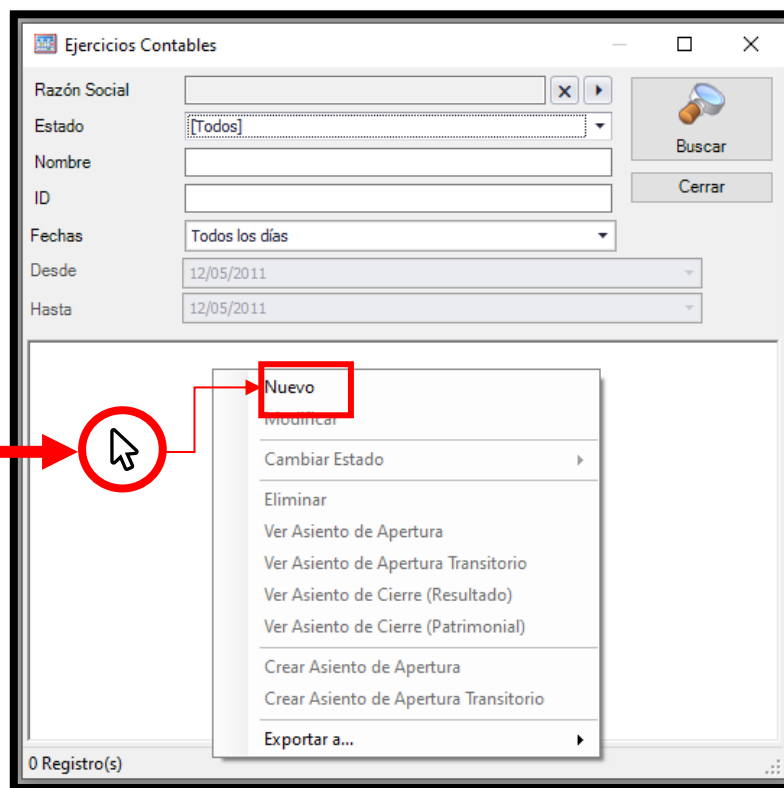 Ejercicios Contables
Razón Social
Estado [Todos]
Nombre
ID
Fechas Todos los días
Desde 12/05/2011
Hasta 12/05/2011
Buscar
Cerrar
Nuevo
Modificar
Cambiar Estado
Eliminar
Ver Asiento de Apertura
Ver Asiento de Apertura Transitorio
Ver Asiento de Cierre (Resultado)
Ver Asiento de Cierre (Patrimonial)
Crear Asiento de Apertura
Crear Asiento de Apertura Transitorio
Exportar a...
0 Registro(s)